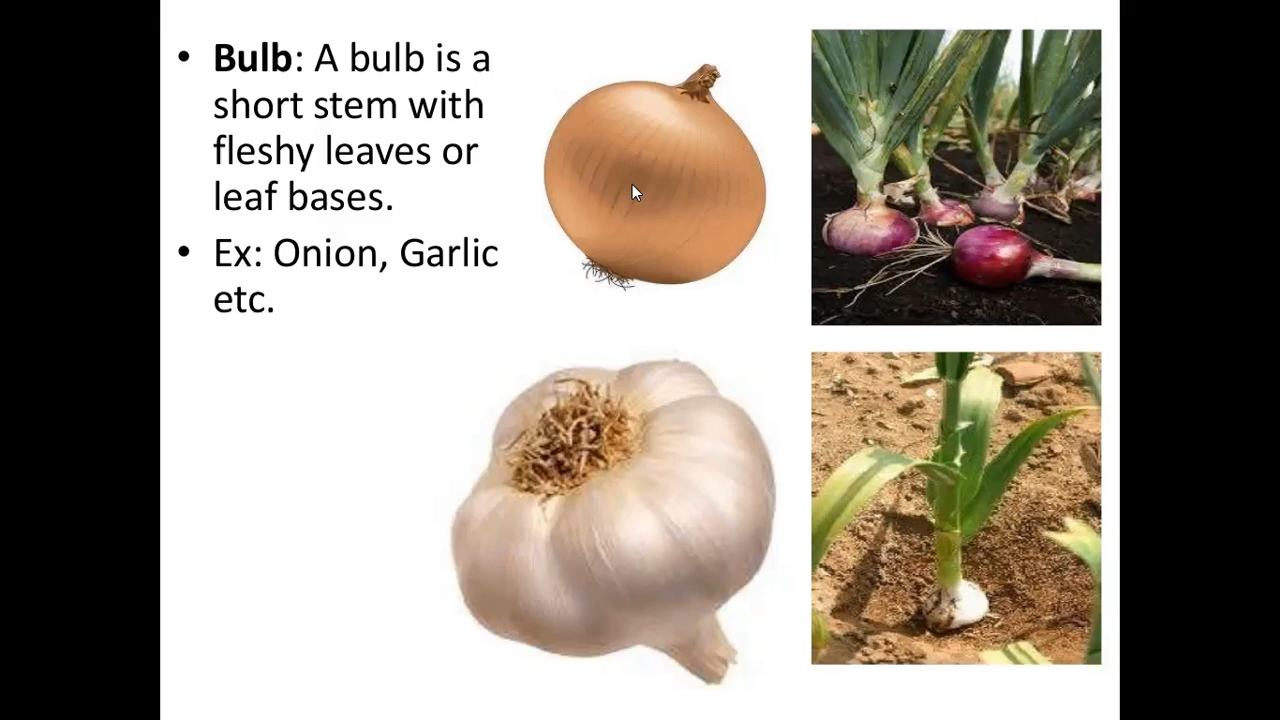 • Bulb: A bulb is a
short stem with
fleshy leaves or
leaf bases.
• Ex: Onion, Garlic
etc.